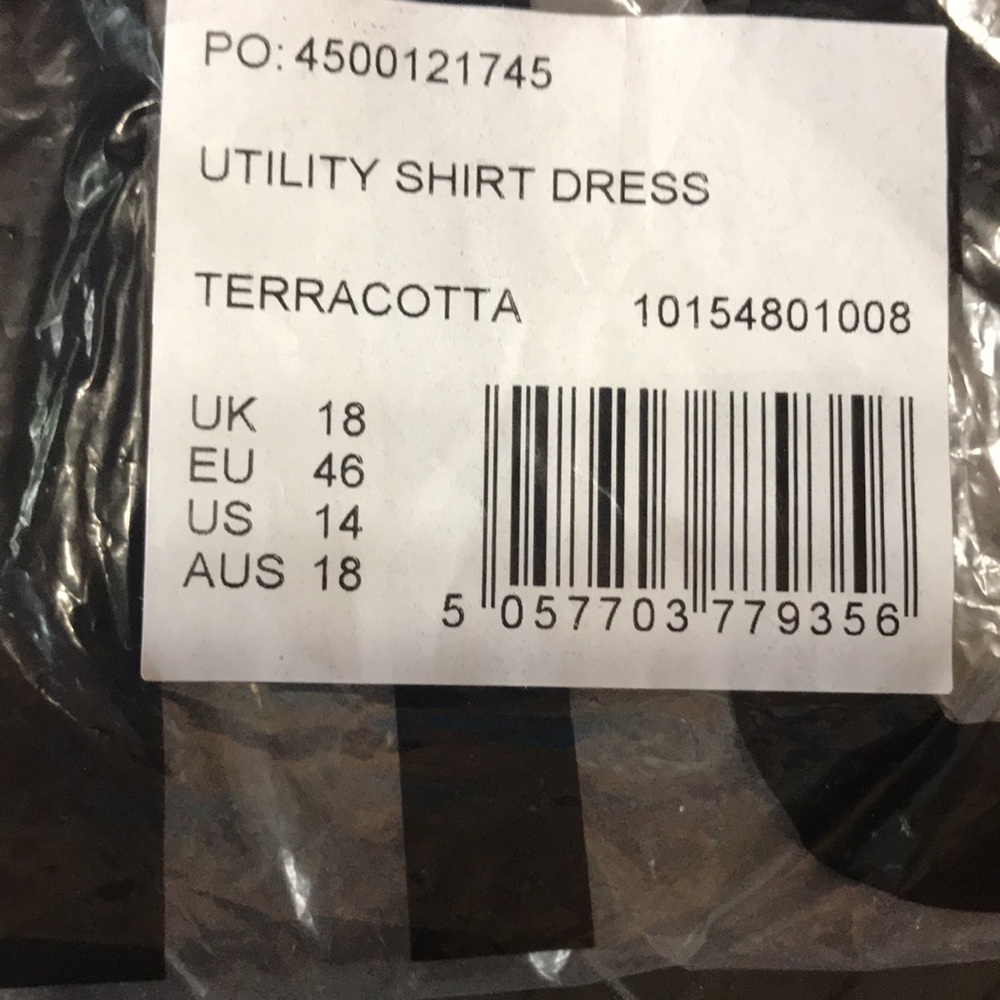 PO: 4500121745
UTILITY SHIRT DRESS
TERRACOTTA 10154801008
UK 18
EU 46
US 14
AUS 18
5 057703 779356